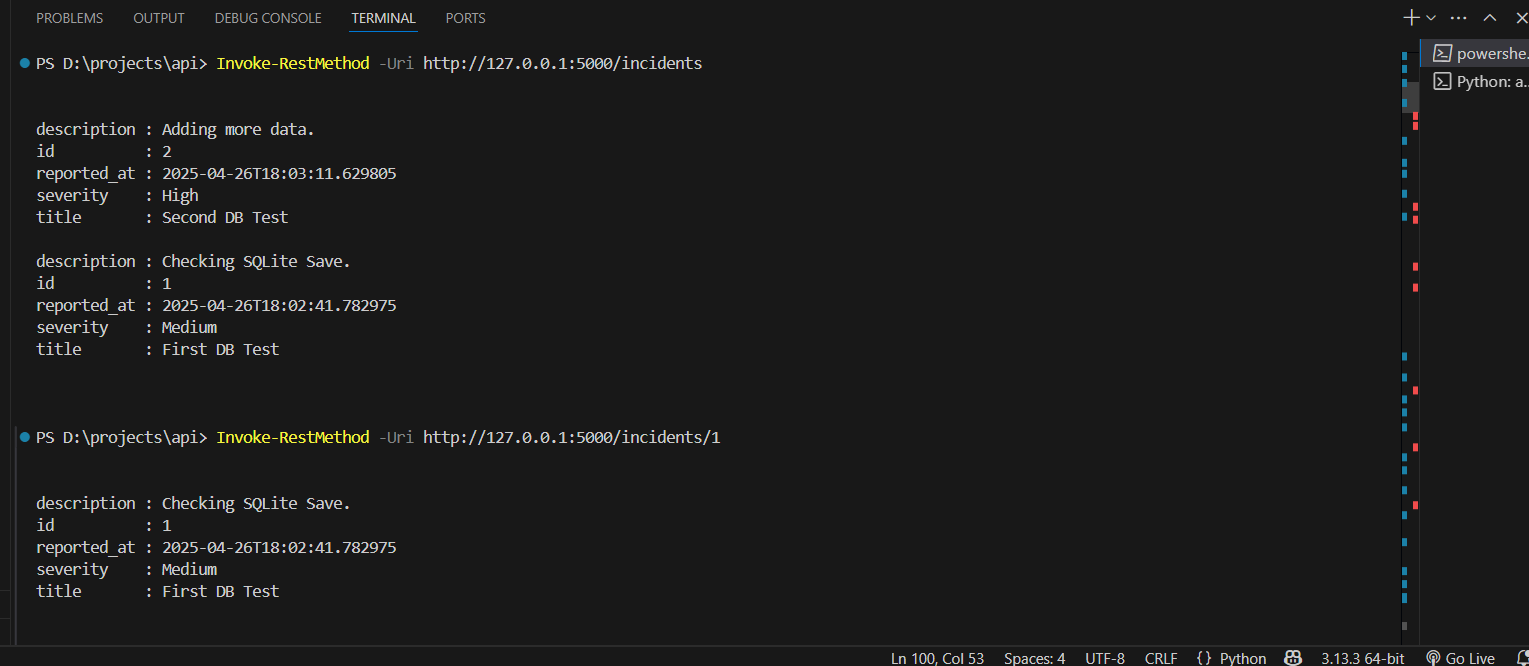 PROBLEMS OUTPUT DEBUG CONSOLE TERMINAL PORTS
powershe.
Python: a..
PS D:\projects\api> Invoke-RestMethod -Uri http://127.0.0.1:5000/incidents
description : Adding more data.
id : 2
reported_at : 2025-04-26T18:03:11.629805
severity : High
title : Second DB Test
description : Checking SQLite Save.
id : 1
reported_at : 2025-04-26T18:02:41.782975
severity : Medium
title : First DB Test
PS D:\projects\api> Invoke-RestMethod -Uri http://127.0.0.1:5000/incidents/1
description : Checking SQLite Save.
id : 1
reported_at : 2025-04-26T18:02:41.782975
severity : Medium
title : First DB Test
Ln 100, Col 53 Spaces: 4 UTF-8 CRLF {} Python 3.13.3 64-bit Go Live